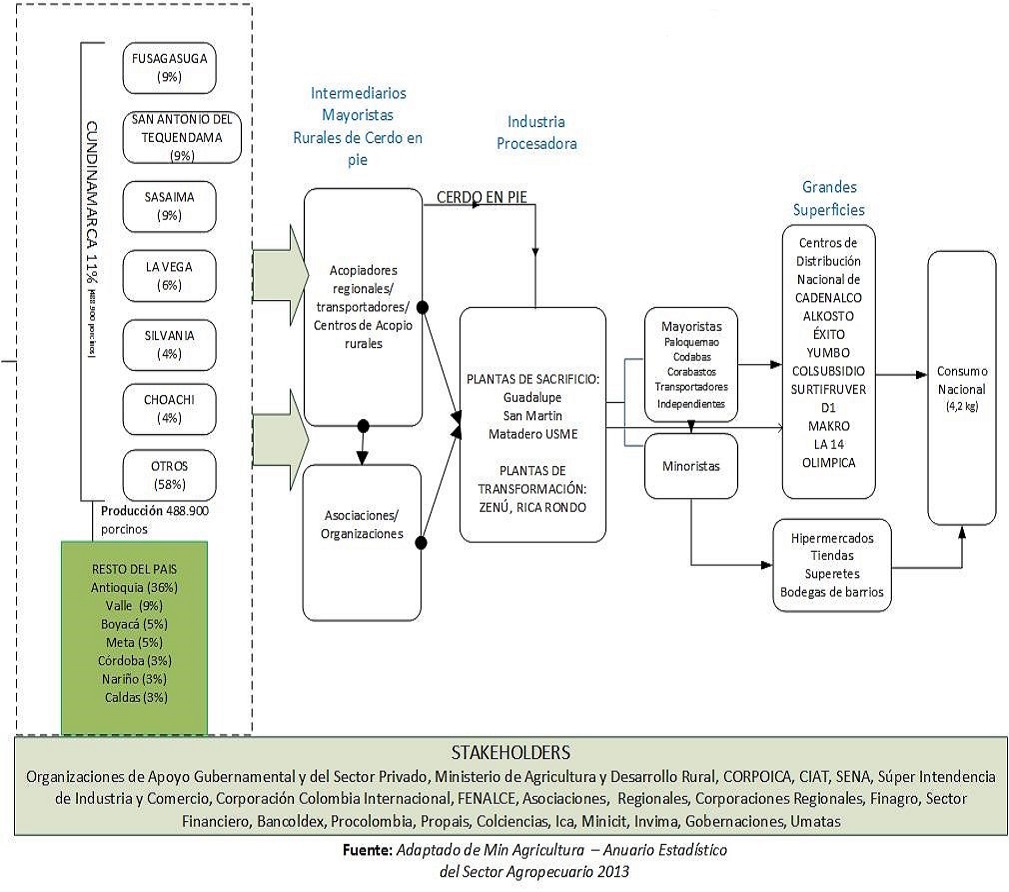 FUSAGASUGA
(9%)
SAN ANTONIO DEL
TEQUENDAMA
(9%)
SASAIMA
(9%)
LA VEGA
(6%)
SILVANIA
(4%)
CHOACHI
(4%)
OTROS
(58%)
CUNDINAMARCA 11% (488.900 porcinos)
Producción 488.900
porcinos
RESTO DEL PAIS
Antioquia (36%)
Valle (9%)
Boyacá (5%)
Meta (5%)
Córdoba (3%)
Nariño (3%)
Caldas (3%)
Intermediarios
Mayoristas
Rurales de Cerdo en
pie
Acopiadores
regionales/
transportadores/
Centros de Acopio
rurales
Asociaciones/
Organizaciones
CERDO EN PIE
Industria
Procesadora
PLANTAS DE SACRIFICIO:
Guadalupe
San Martin
Matadero USME
PLANTAS DE
TRANSFORMACIÓN:
ZENÚ, RICA RONDO
Mayoristas
Paloquemao
Codabas
Corabastos
Transportadores
Independientes
Minoristas
Grandes
Superficies
Centros de
Distribución
Nacional de
CADENALCO
ALKOSTO
ÉXITO
YUMBO
COLSUBSIDIO
SURTIFRUVER
D1
MAKRO
LA 14
OLIMPICA
Hipermercados
Tiendas
Superetes
Bodegas de barrios
Consumo
Nacional
(4,2 kg)
STAKEHOLDERS
Organizaciones de Apoyo Gubernamental y del Sector Privado, Ministerio de Agricultura y Desarrollo Rural, CORPOICA, CIAT, SENA, Súper Intendencia
de Industria y Comercio, Corporación Colombia Internacional, FENALCE, Asociaciones, Regionales, Corporaciones Regionales, Finagro, Sector
Financiero, Bancoldex, Procolombia, Propais, Colciencias, Ica, Minicit, Invima, Gobernaciones, Umatas
Fuente: Adaptado de Min Agricultura – Anuario Estadístico
del Sector Agropecuario 2013